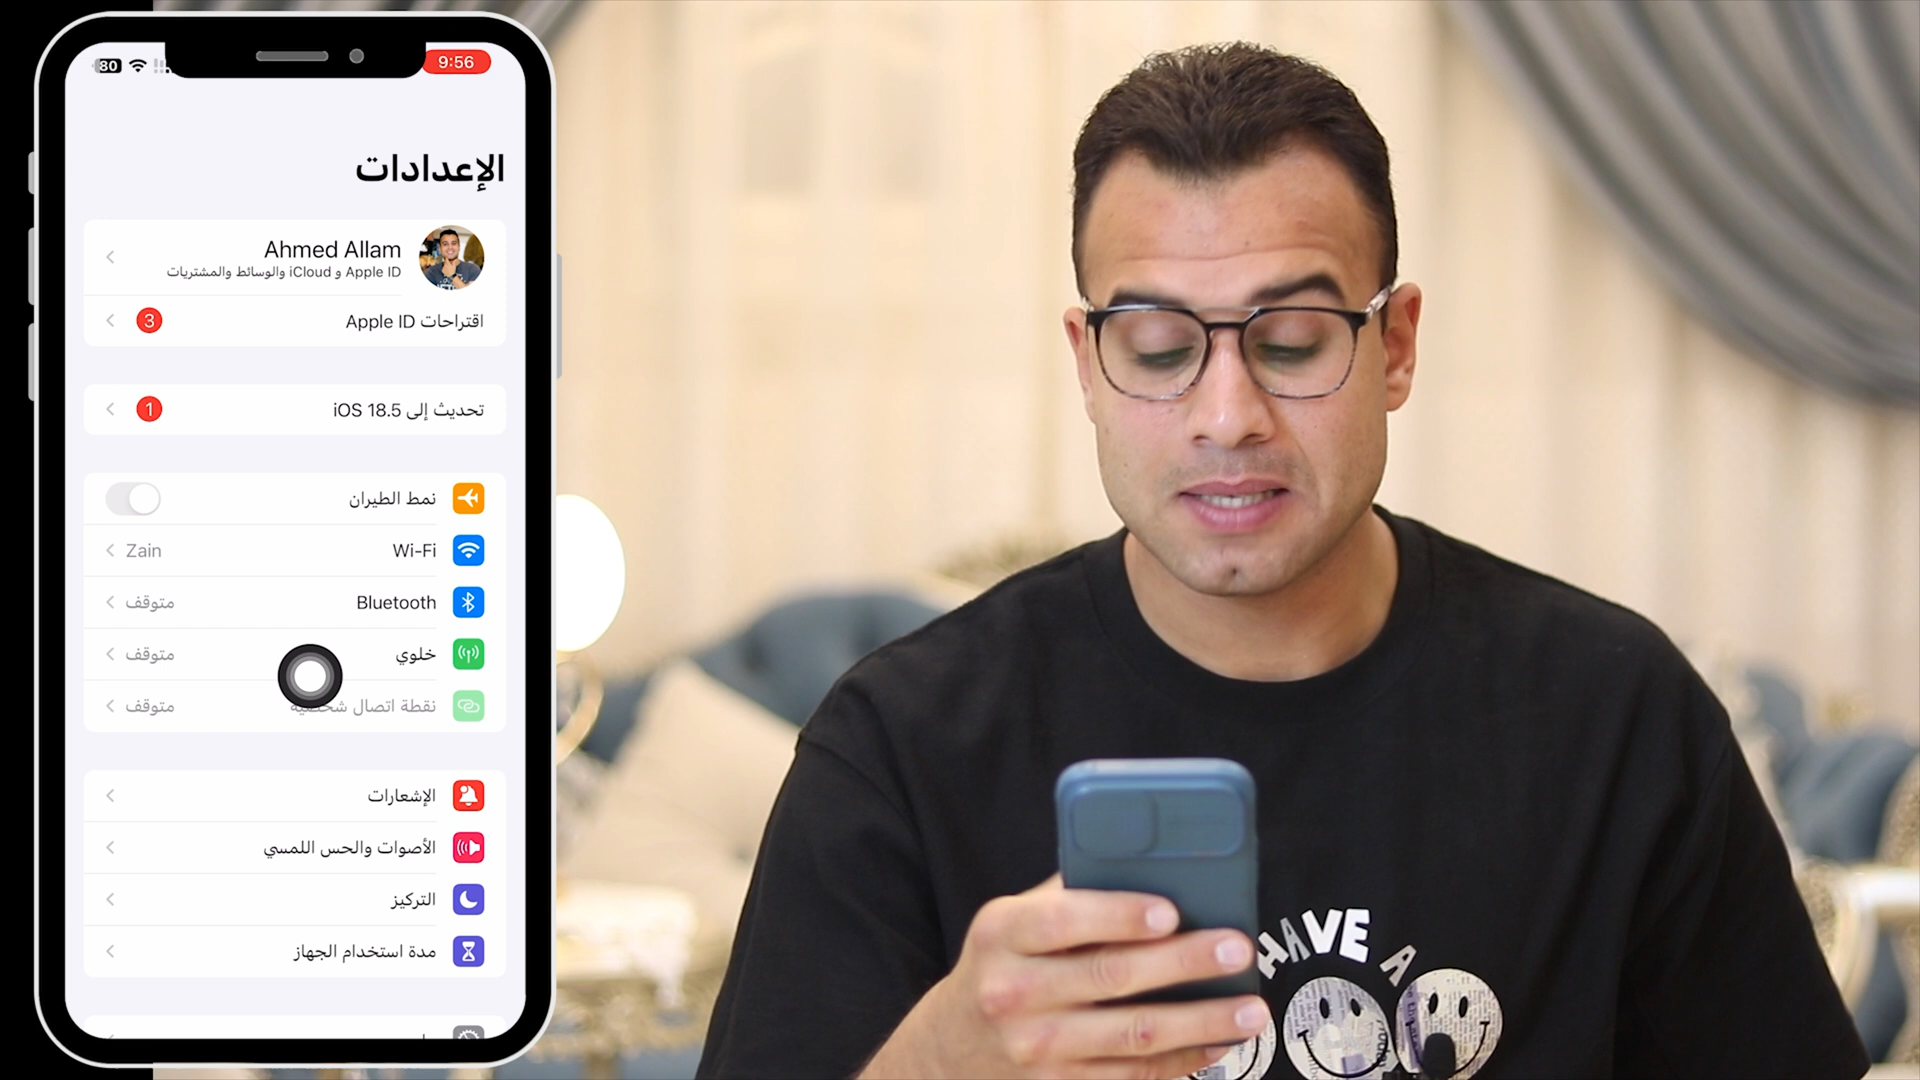 80
9:56
الإعدادات
Ahmed Allam
Apple ID و iCloud والوسائط والمشتريات
اقتراحات Apple ID
3
تحديث إلى iOS 18.5
1
نمط الطيران
Wi-Fi
Zain
Bluetooth
متوقف
خلوي
متوقف
نقطة اتصال شخصية
متوقف
الإشعارات
الأصوات والحس اللمسي
التركيز
مدة استخدام الجهاز
HAVE A